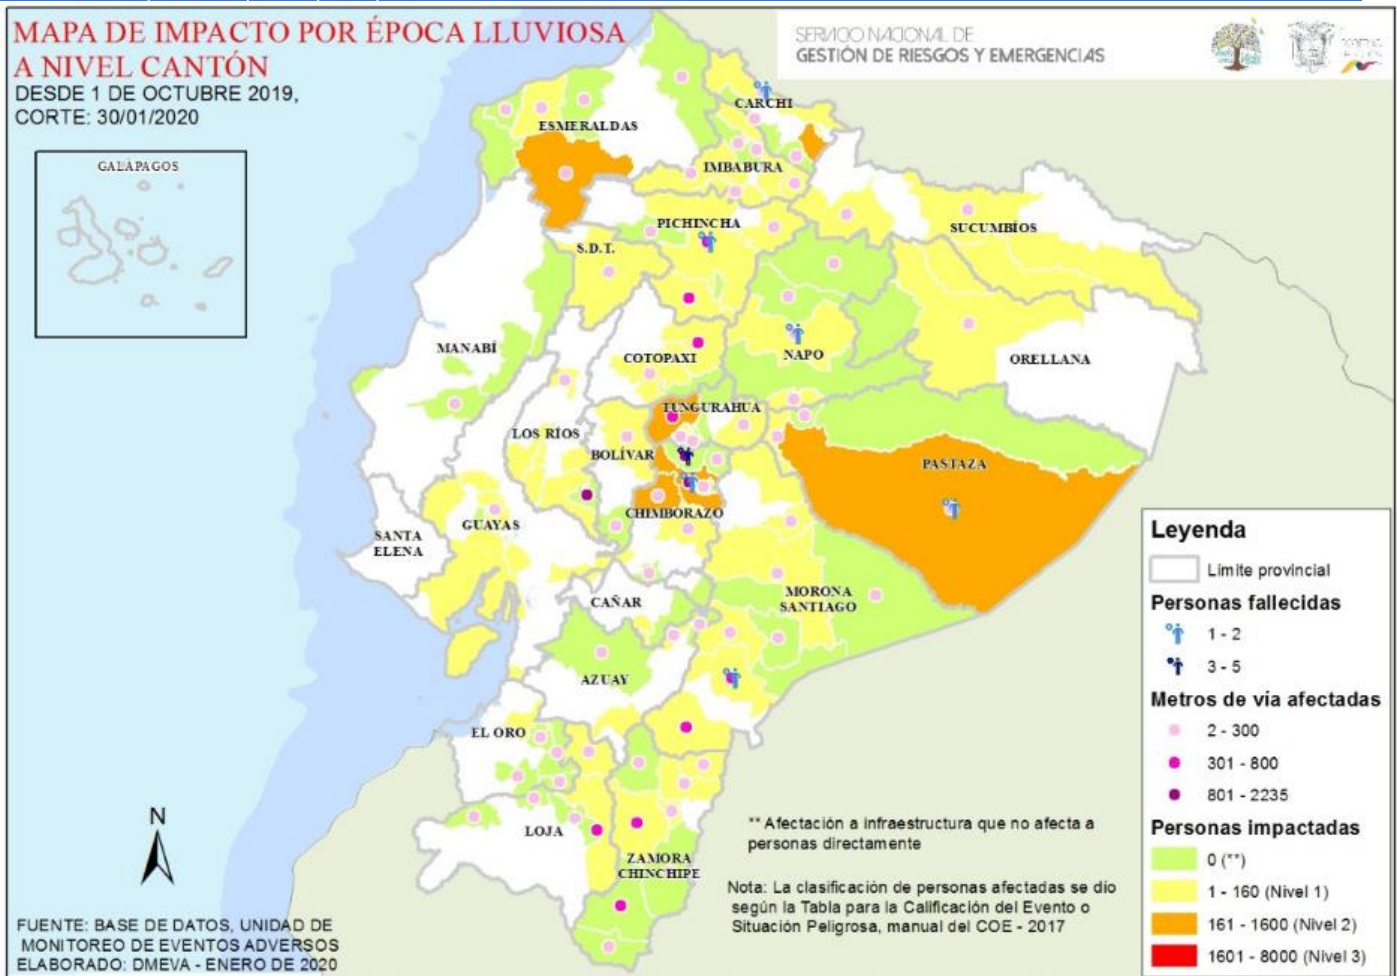 MAPA DE IMPACTO POR ÉPOCA LLUVIOSA
A NIVEL CANTÓN
DESDE 1 DE OCTUBRE 2019,
CORTE: 30/01/2020
SERVICIO NACIONAL DE
GESTIÓN DE RIESGOS Y EMERGENCIAS
GALÁPAGOS
CARCHI
ESMERALDAS
IMBABURA
PICHINCHA
SUCUMBÍOS
S.D.T.
MANABÍ
COTOPAXI
NAPO
ORELLANA
TUNGURAHUA
LOS RÍOS
BOLÍVAR
PASTAZA
CHIMBORAZO
GUAYAS
SANTA
ELENA
CAÑAR
MORONA
SANTIAGO
AZUAY
EL ORO
LOJA
ZAMORA
CHINCHIPE
N
Leyenda
Limite provincial
Personas fallecidas
1 - 2
3 - 5
Metros de vía afectadas
2 - 300
301 - 800
801 - 2235
Personas impactadas
0 (**)
1 - 160 (Nivel 1)
161 - 1600 (Nivel 2)
1601 - 8000 (Nivel 3)
** Afectación a infraestructura que no afecta a
personas directamente
Nota: La clasificación de personas afectadas se dio
según la Tabla para la Calificación del Evento o
Situación Peligrosa, manual del COE - 2017
FUENTE: BASE DE DATOS, UNIDAD DE
MONITOREO DE EVENTOS ADVERSOS
ELABORADO: DMEVA - ENERO DE 2020